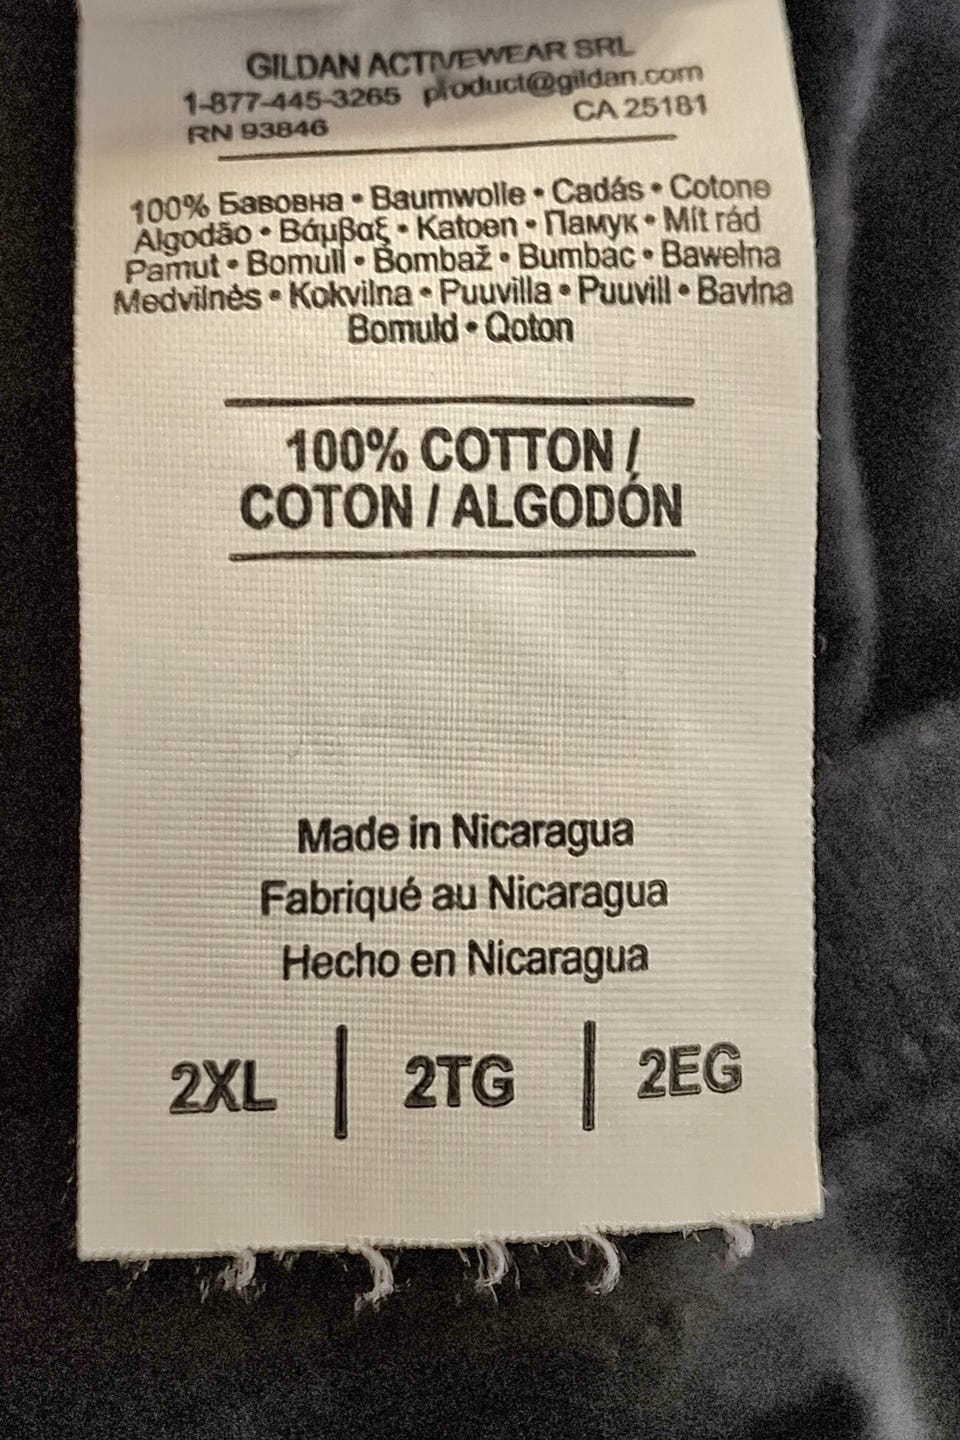 GILDAN ACTIVEWEAR SRL
1-877-445-3265 product@gildan.com
RN 93846 CA 25181
100% Бавовна • Baumwolle • Cadás • Cotone
Algodão • Βάμβαξ • Katoen • Памук • Mít rád
Pamut • Bomull • Bombaž • Bumbac • Bawełna
Medvilnės • Kokvilna • Puuvilla • Puuvill • Bavlna
Bomuld • Qoton
100% COTTON /
COTON / ALGODÓN
Made in Nicaragua
Fabriqué au Nicaragua
Hecho en Nicaragua
2XL | 2TG | 2EG